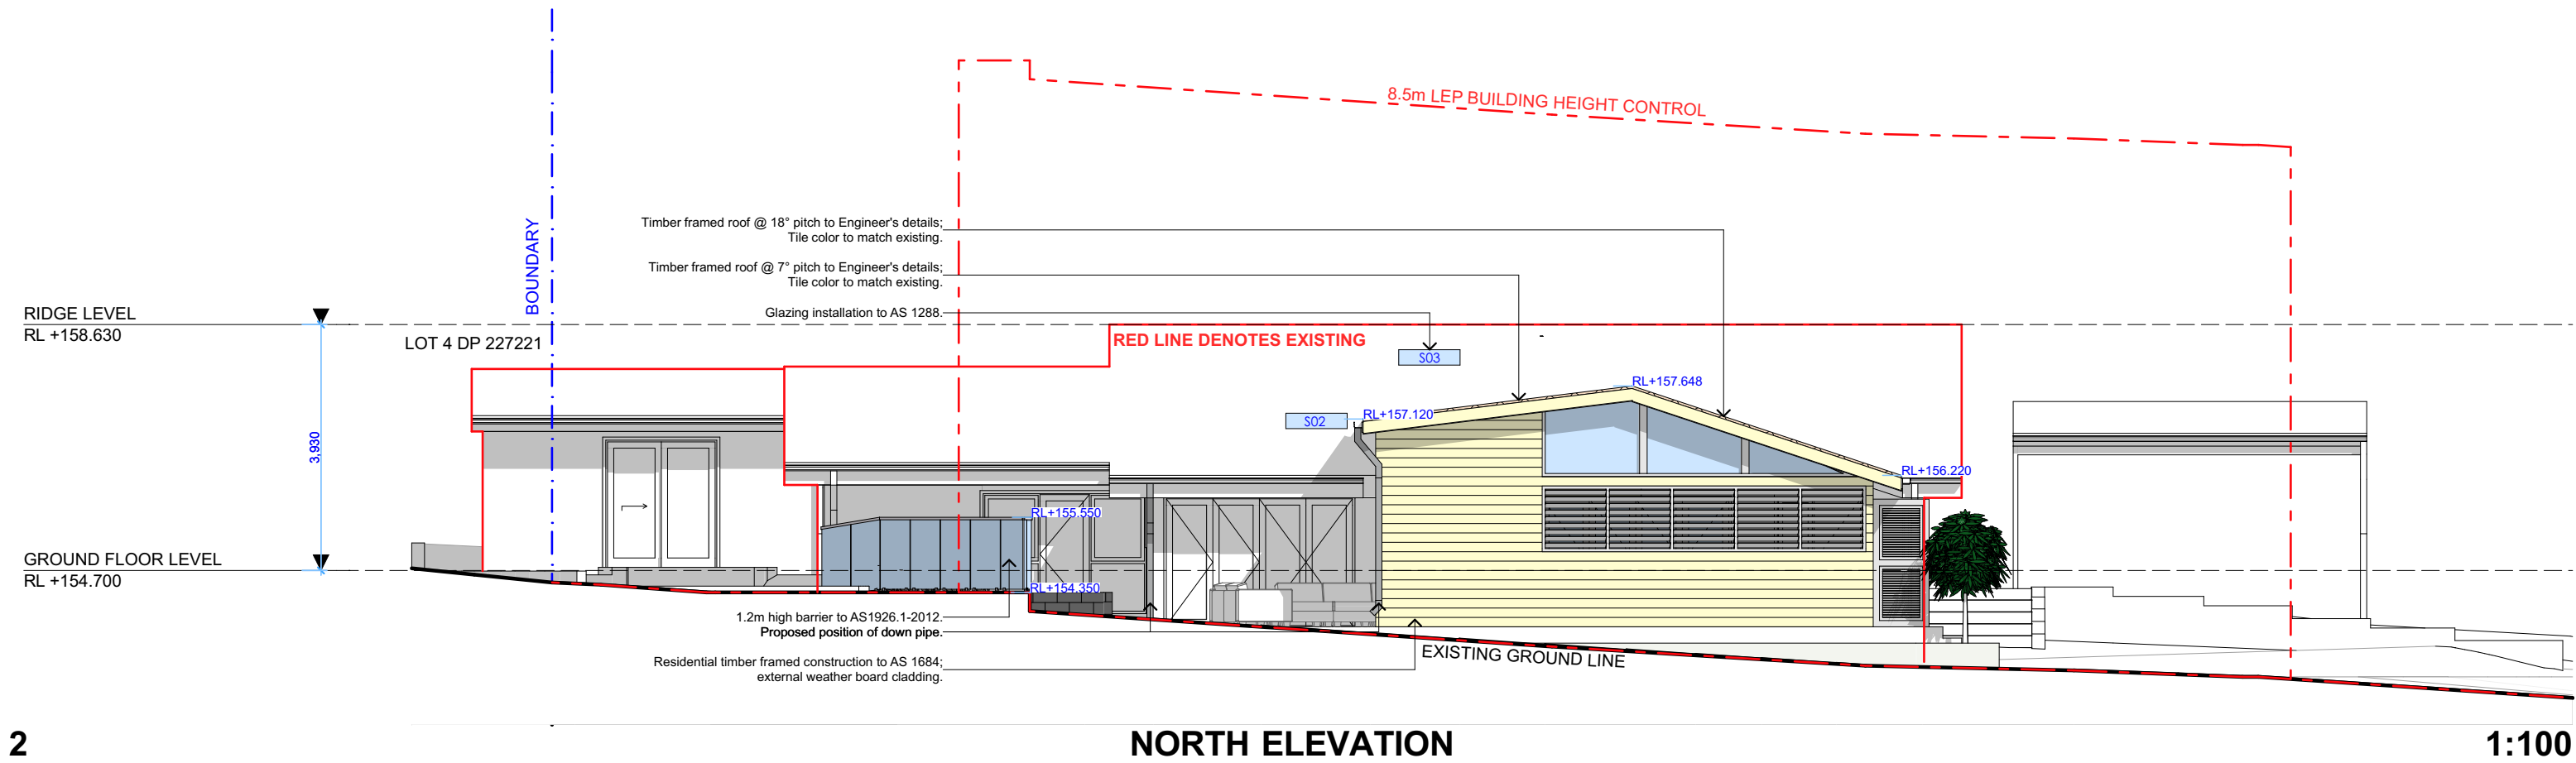 8.5m LEP BUILDING HEIGHT CONTROL
BOUNDARY
Timber framed roof @ 18° pitch to Engineer's details;
Tile color to match existing.
Timber framed roof @ 7° pitch to Engineer's details;
Tile color to match existing.
Glazing installation to AS 1288.
RIDGE LEVEL
RL +158.630
LOT 4 DP 227221
RED LINE DENOTES EXISTING
S03
RL+157.648
S02
RL+157.120
3,930
RL+156.220
RL+155.550
GROUND FLOOR LEVEL
RL +154.700
RL+154.350
1.2m high barrier to AS1926.1-2012.
Proposed position of down pipe.
Residential timber framed construction to AS 1684;
external weather board cladding.
EXISTING GROUND LINE
2
NORTH ELEVATION
1:100